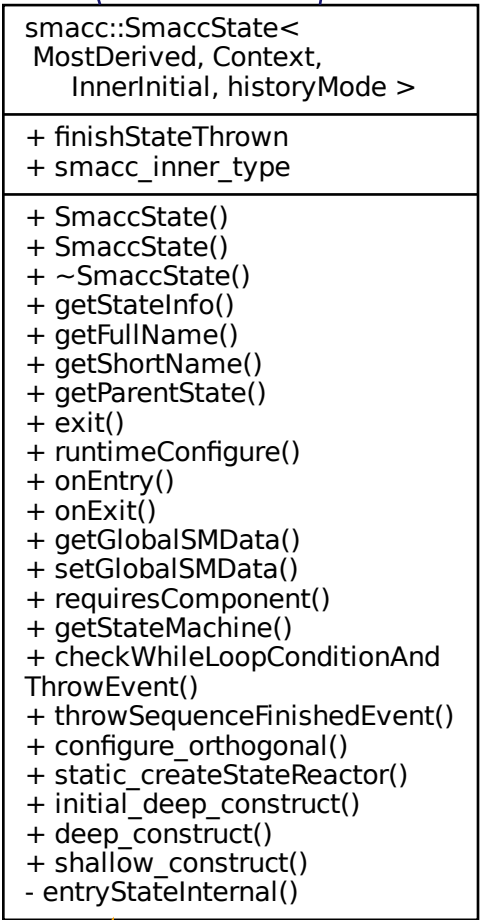 smacc::SmaccState<
MostDerived, Context,
InnerInitial, historyMode >
+ finishStateThrown
+ smacc_inner_type
+ SmaccState()
+ SmaccState()
+ ~SmaccState()
+ getStateInfo()
+ getFullName()
+ getShortName()
+ getParentState()
+ exit()
+ runtimeConfigure()
+ onEntry()
+ onExit()
+ getGlobalSMData()
+ setGlobalSMData()
+ requiresComponent()
+ getStateMachine()
+ checkWhileLoopConditionAnd
ThrowEvent()
+ throwSequenceFinishedEvent()
+ configure_orthogonal()
+ static_createStateReactor()
+ initial_deep_construct()
+ deep_construct()
+ shallow_construct()
- entryStateInternal()